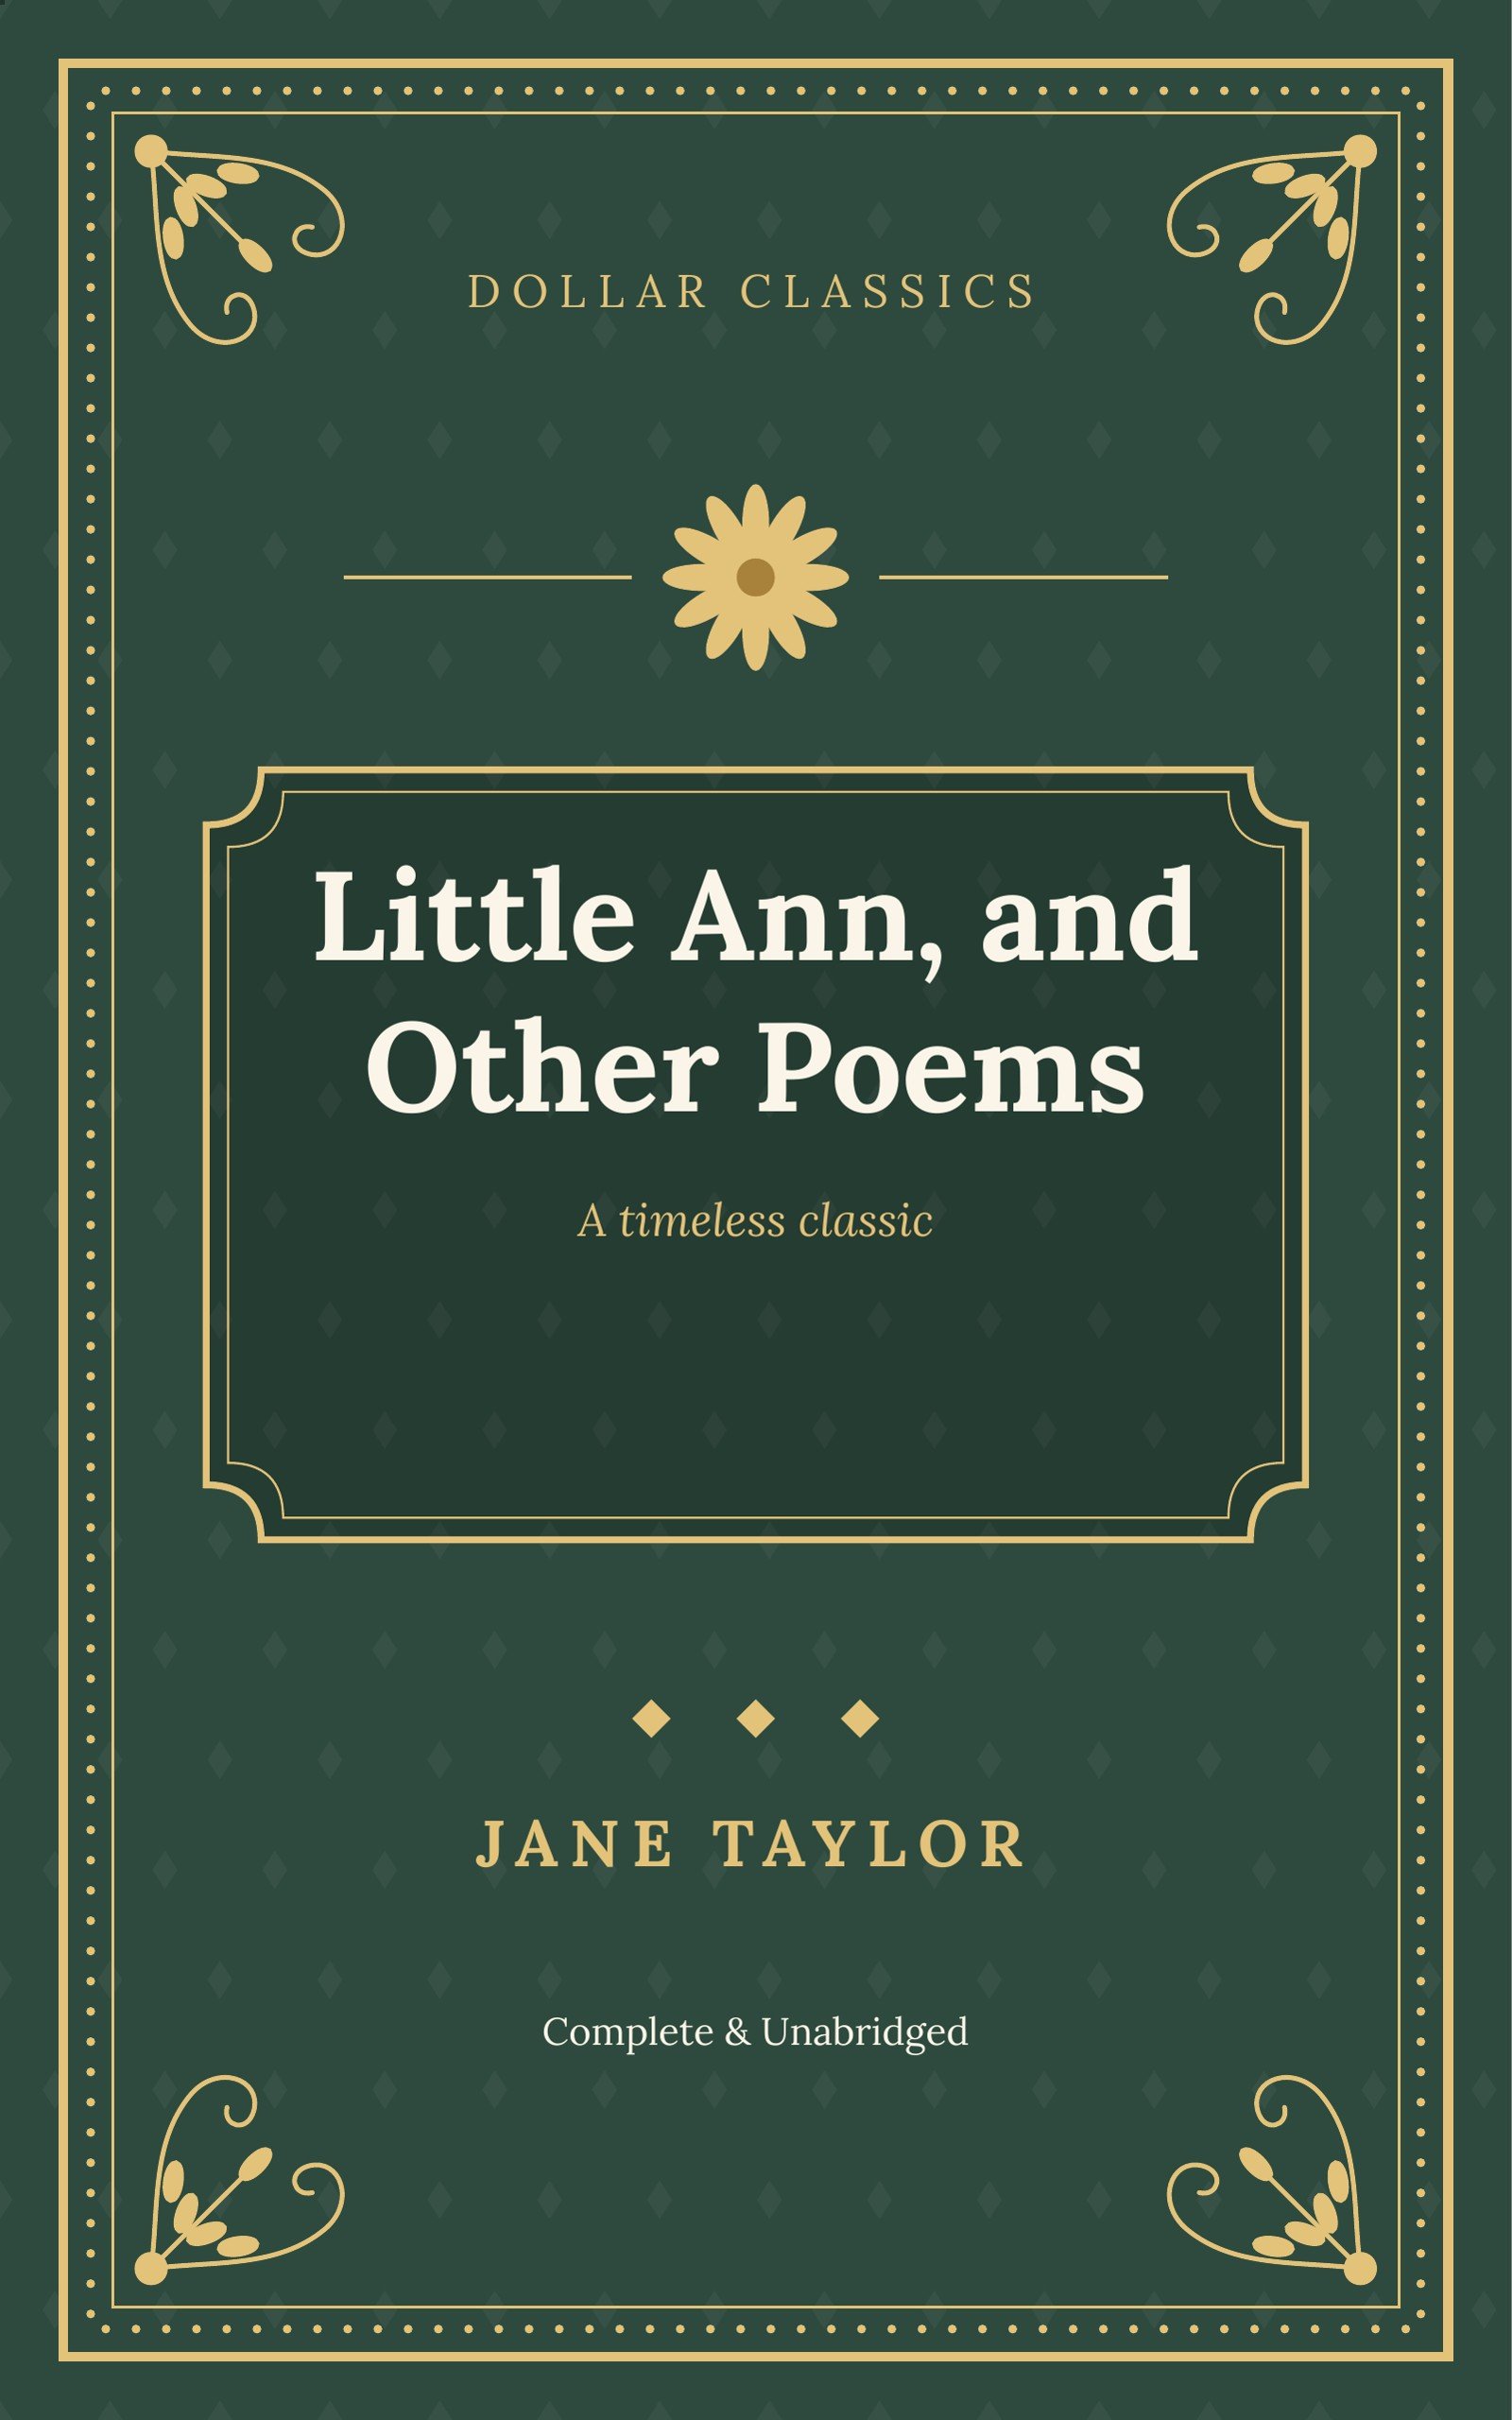 DOLLAR CLASSICS
Little Ann, and
Other Poems
A timeless classic
JANE TAYLOR
Complete & Unabridged